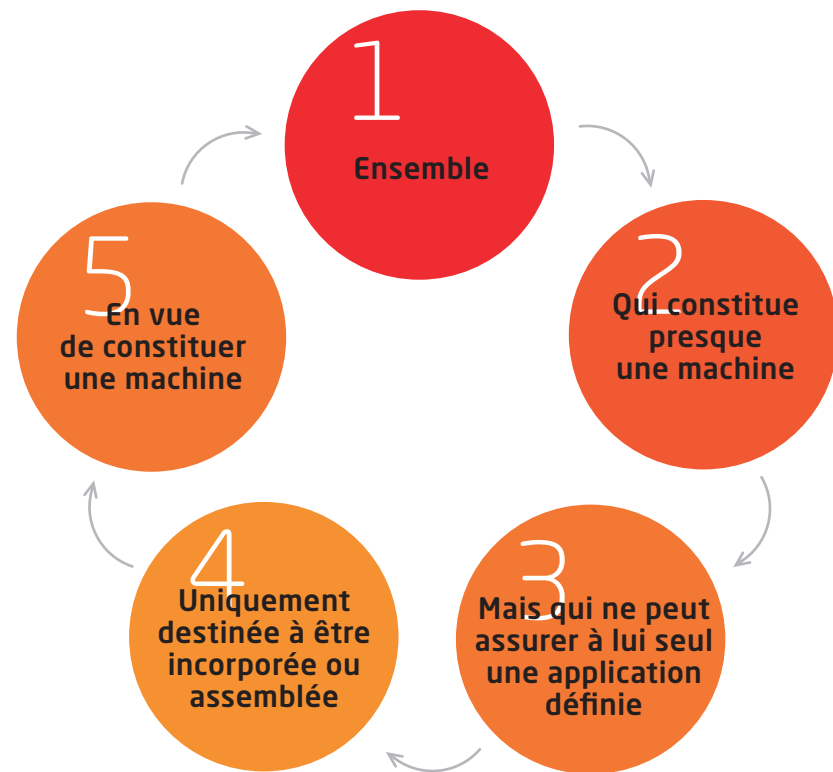 1
Ensemble
2
Qui constitue
presque
une machine
3
Mais qui ne peut
assurer à lui seul
une application
définie
4
Uniquement
destinée à être
incorporée ou
assemblée
5
En vue
de constituer
une machine